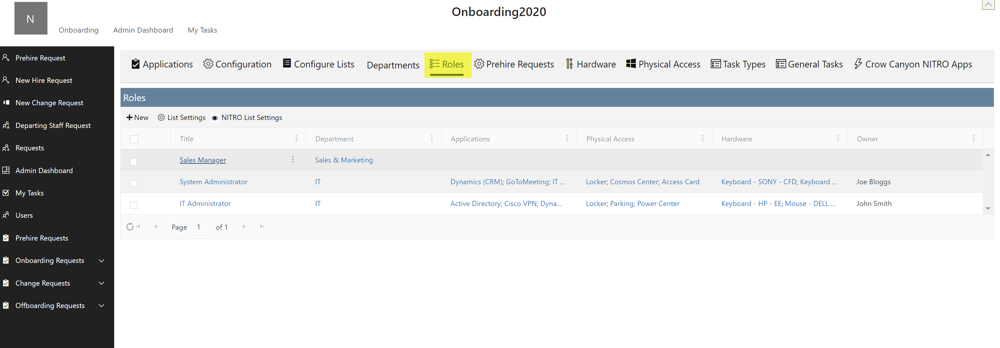 Onboarding2020
N
Onboarding Admin Dashboard My Tasks
Prehire Request
New Hire Request
New Change Request
Departing Staff Request
Requests
Admin Dashboard
My Tasks
Users
Prehire Requests
Onboarding Requests
Change Requests
Offboarding Requests
Applications Configuration Configure Lists Departments Roles Prehire Requests Hardware Physical Access Task Types General Tasks Crow Canyon NITRO Apps
Roles
New List Settings NITRO List Settings
Title Department Applications Physical Access Hardware Owner
Sales Manager Sales & Marketing
System Administrator IT Dynamics (CRM); GoToMeeting; IT ... Locker; Cosmos Center; Access Card Keyboard - SONY - CFD; Keyboard ... Joe Bloggs
IT Administrator IT Active Directory; Cisco VPN; Dyna... Locker; Parking; Power Center Keyboard - HP - EE; Mouse - DELL ... John Smith
Page 1 of 1